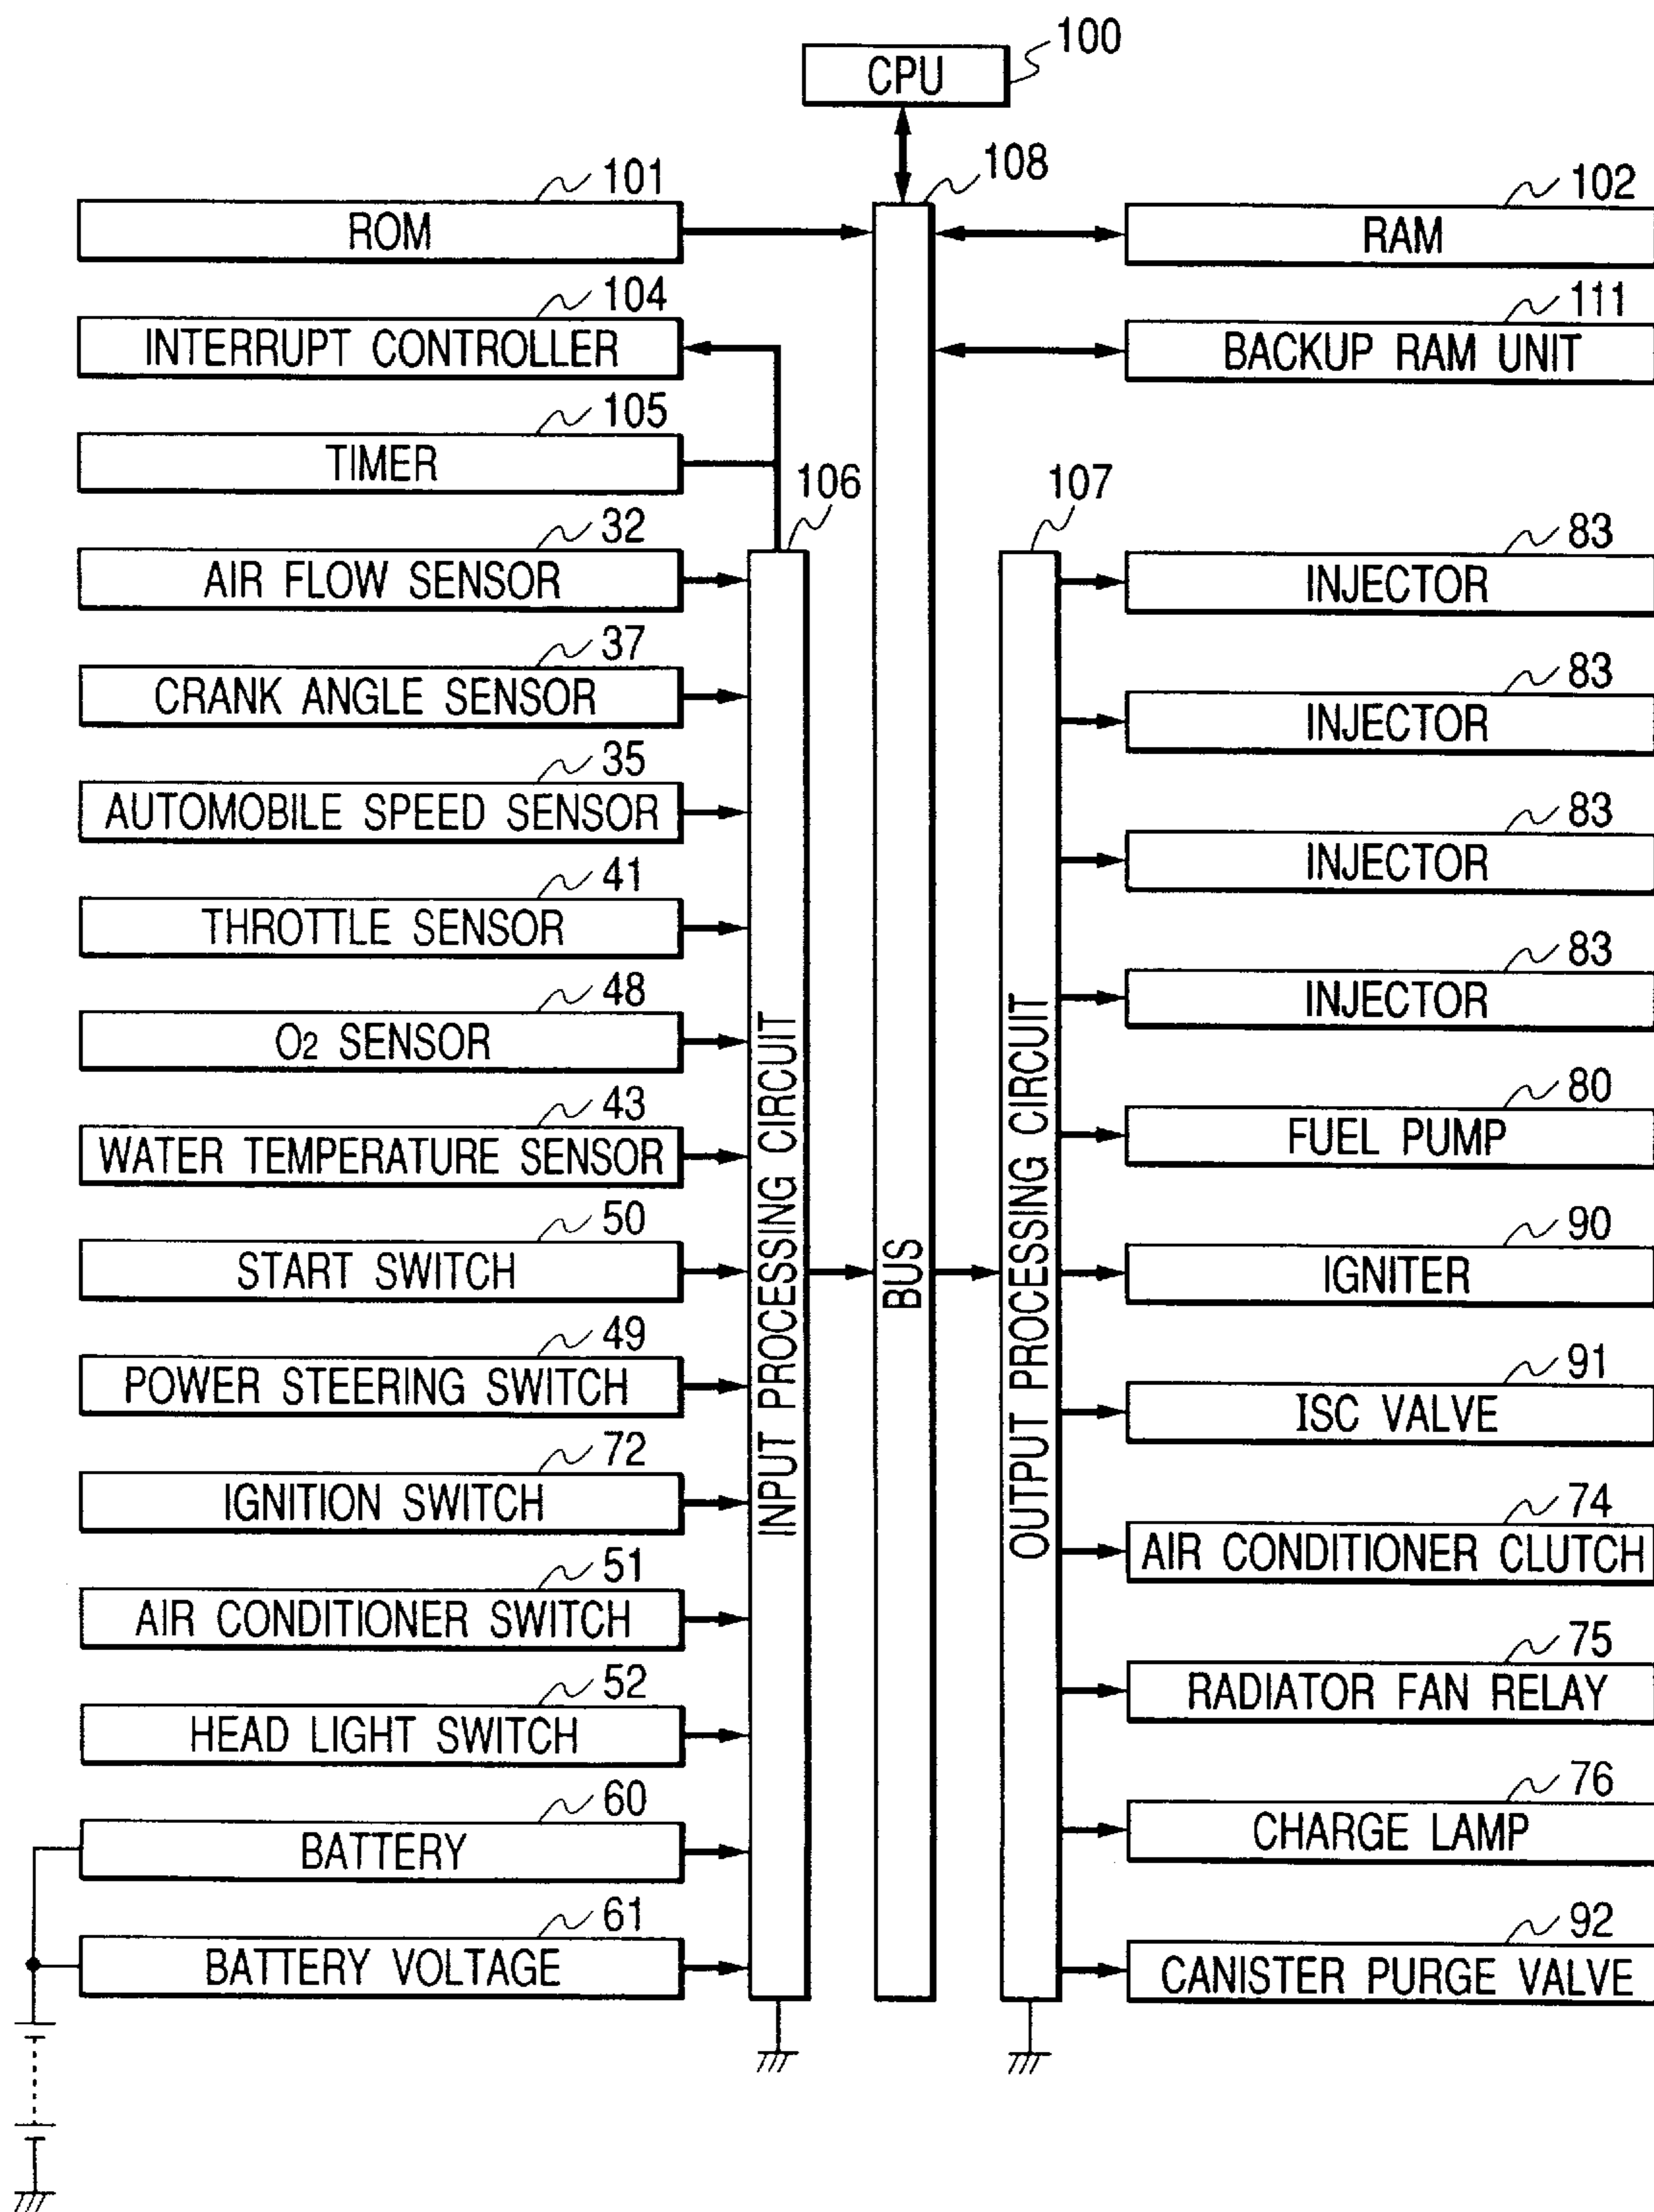 CPU
100
108
101
ROM
104
INTERRUPT CONTROLLER
105
TIMER
106
32
AIR FLOW SENSOR
37
CRANK ANGLE SENSOR
35
AUTOMOBILE SPEED SENSOR
41
THROTTLE SENSOR
48
O2 SENSOR
43
WATER TEMPERATURE SENSOR
50
START SWITCH
49
POWER STEERING SWITCH
72
IGNITION SWITCH
51
AIR CONDITIONER SWITCH
52
HEAD LIGHT SWITCH
60
BATTERY
61
BATTERY VOLTAGE
INPUT PROCESSING CIRCUIT
BUS
107
OUTPUT PROCESSING CIRCUIT
102
RAM
111
BACKUP RAM UNIT
83
INJECTOR
83
INJECTOR
83
INJECTOR
83
INJECTOR
80
FUEL PUMP
90
IGNITER
91
ISC VALVE
74
AIR CONDITIONER CLUTCH
75
RADIATOR FAN RELAY
76
CHARGE LAMP
92
CANISTER PURGE VALVE